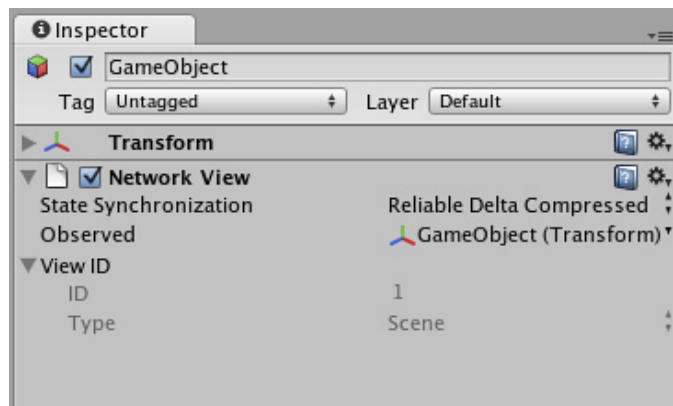 Inspector
GameObject
Tag Untagged Layer Default
Transform
Network View
State Synchronization Reliable Delta Compressed
Observed GameObject (Transform)
View ID
ID 1
Type Scene